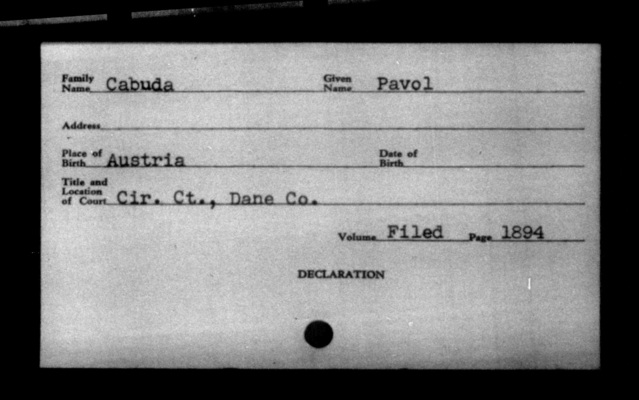 Family Name Cabuda Given Name Pavol
Address
Place of Birth Austria Date of Birth
Title and Location of Court Cir. Ct., Dane Co.
Volume Filed Page 1894
DECLARATION